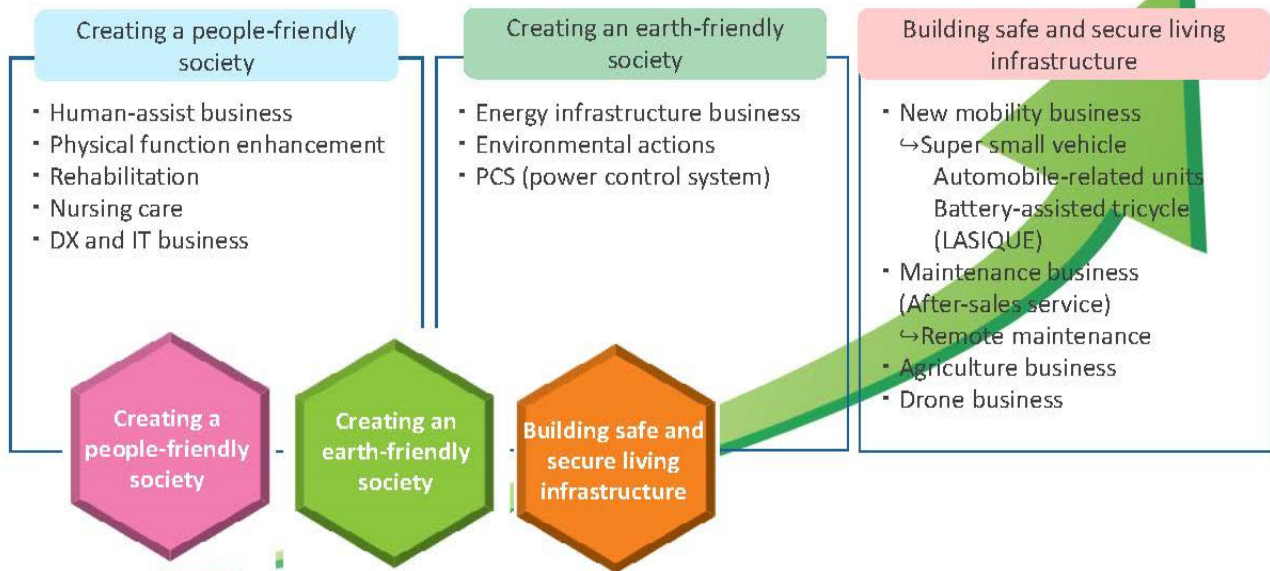 Creating a people-friendly
society
・Human-assist business
・Physical function enhancement
・Rehabilitation
・Nursing care
・DX and IT business
Creating an earth-friendly
society
・Energy infrastructure business
・Environmental actions
・PCS (power control system)
Building safe and secure living
infrastructure
・New mobility business
↪Super small vehicle
Automobile-related units
Battery-assisted tricycle
(LASIQUE)
・Maintenance business
(After-sales service)
↪Remote maintenance
・Agriculture business
・Drone business
Creating a
people-friendly
society
Creating an
earth-friendly
society
Building safe and
secure living
infrastructure